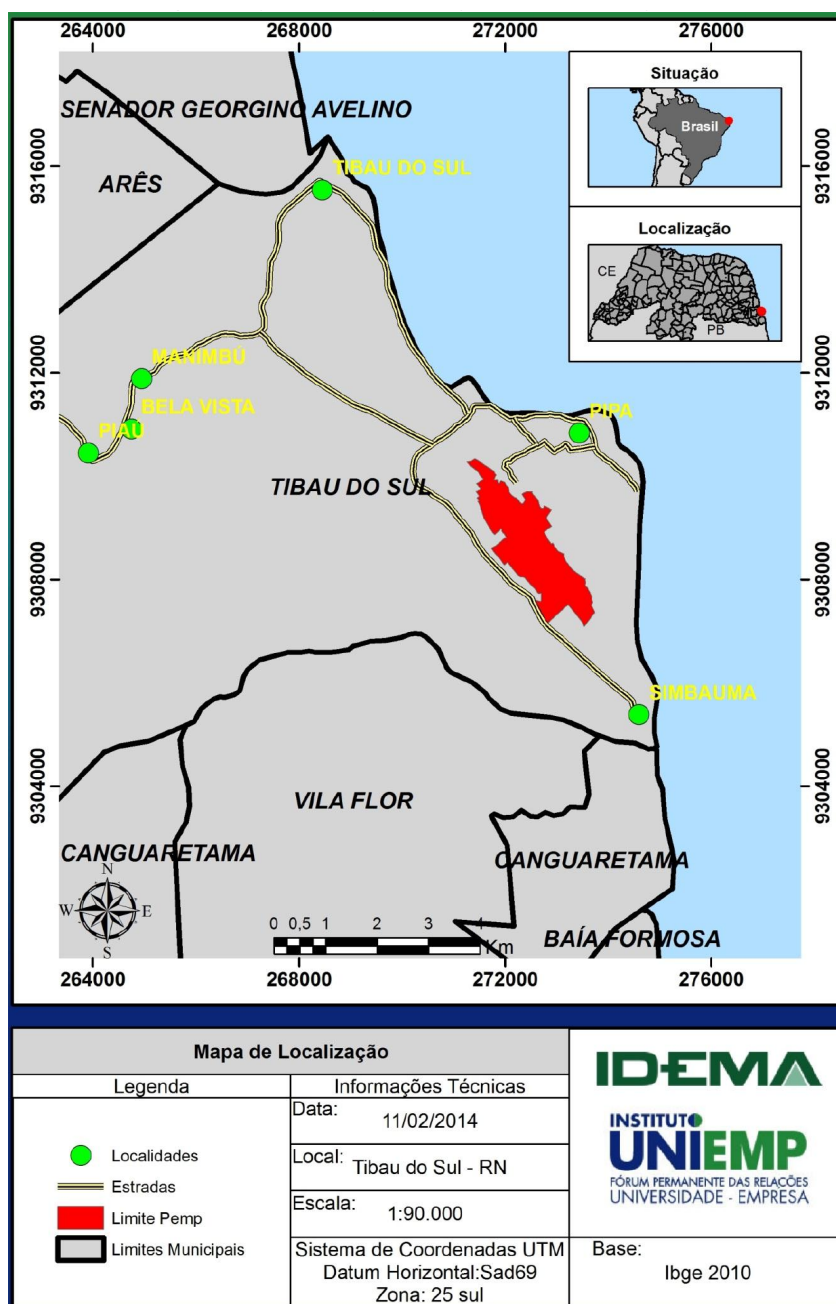 264000 268000 272000 276000
SENADOR GEORGINO AVELINO
ARÊS
TIBAU DO SUL
Situação
Brasil
Localização
CE
PB
9316000
9316000
9312000
9312000
MANIMBÚ
BELA VISTA
PIAU
PIPA
TIBAU DO SUL
9308000
9308000
SIMBAUMA
9304000
9304000
VILA FLOR
CANGUARETAMA
CANGUARETAMA
BAÍA FORMOSA
N
W E
S
0 0,5 1 2 3 4
Km
264000 268000 272000 276000
Mapa de Localização
Legenda
Localidades
Estradas
Limite Pemp
Limites Municipais
Informações Técnicas
Data: 11/02/2014
Local: Tibau do Sul - RN
Escala: 1:90.000
Sistema de Coordenadas UTM
Datum Horizontal:Sad69
Zona: 25 sul
IDEMA
INSTITUTO
UNIEMP
FÓRUM PERMANENTE DAS RELAÇÕES
UNIVERSIDADE - EMPRESA
Base:
Ibge 2010